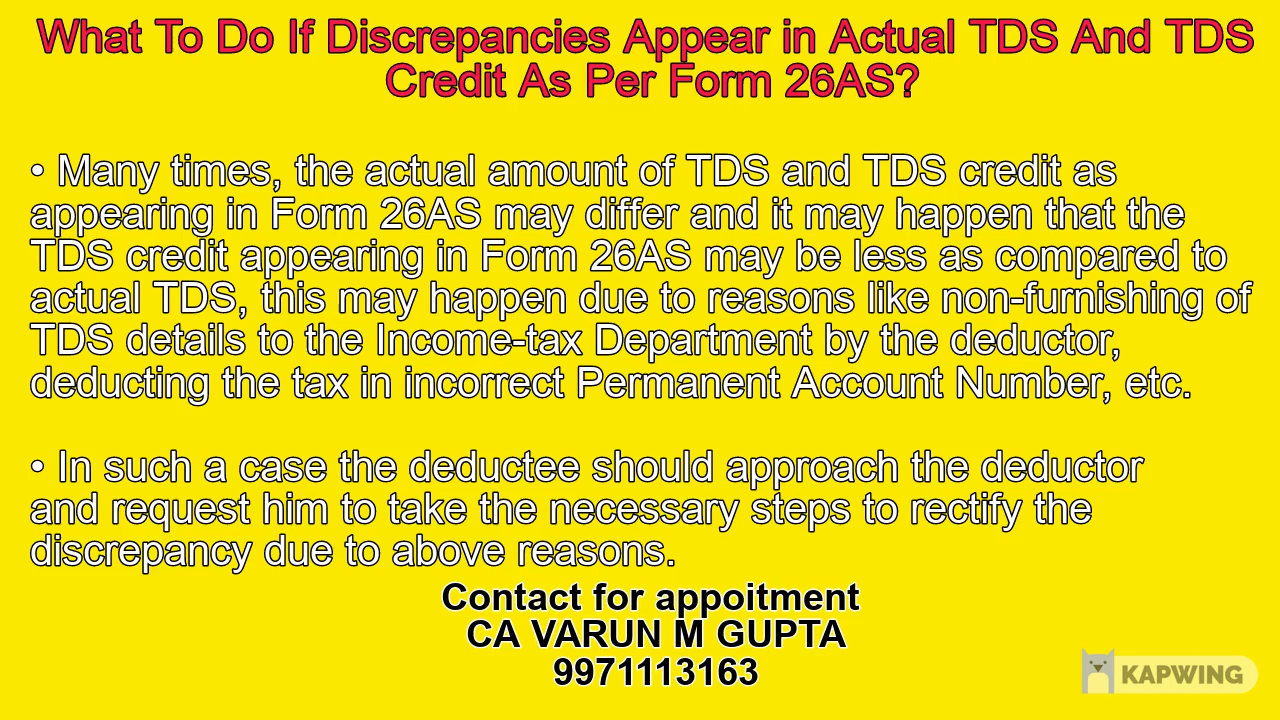 What To Do If Discrepancies Appear in Actual TDS And TDS
Credit As Per Form 26AS?
• Many times, the actual amount of TDS and TDS credit as
appearing in Form 26AS may differ and it may happen that the
TDS credit appearing in Form 26AS may be less as compared to
actual TDS, this may happen due to reasons like non-furnishing of
TDS details to the Income-tax Department by the deductor,
deducting the tax in incorrect Permanent Account Number, etc.
• In such a case the deductee should approach the deductor
and request him to take the necessary steps to rectify the
discrepancy due to above reasons.
Contact for appoitment
CA VARUN M GUPTA
9971113163
KAPWING